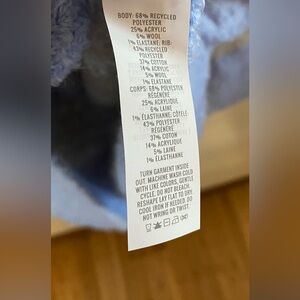 BODY: 68% RECYCLED
POLYESTER
25% ACRYLIC
6% WOOL
1% ELASTANE; RIB:
43% RECYCLED
POLYESTER
37% COTTON
14% ACRYLIC
5% WOOL
1% ELASTANE
CORPS: 68% POLYESTER
RÉGÉNÉRÉ
25% ACRYLIQUE
6% LAINE
1% ÉLASTHANNE; CÔTELÉ:
43% POLYESTER
RÉGÉNÉRÉ
37% COTON
14% ACRYLIQUE
5% LAINE
1% ÉLASTHANNE
TURN GARMENT INSIDE
OUT. MACHINE WASH COLD
WITH LIKE COLORS, GENTLE
CYCLE. DO NOT BLEACH.
RESHAPE LAY FLAT TO DRY.
COOL IRON IF NEEDED. DO
NOT WRING OR TWIST.